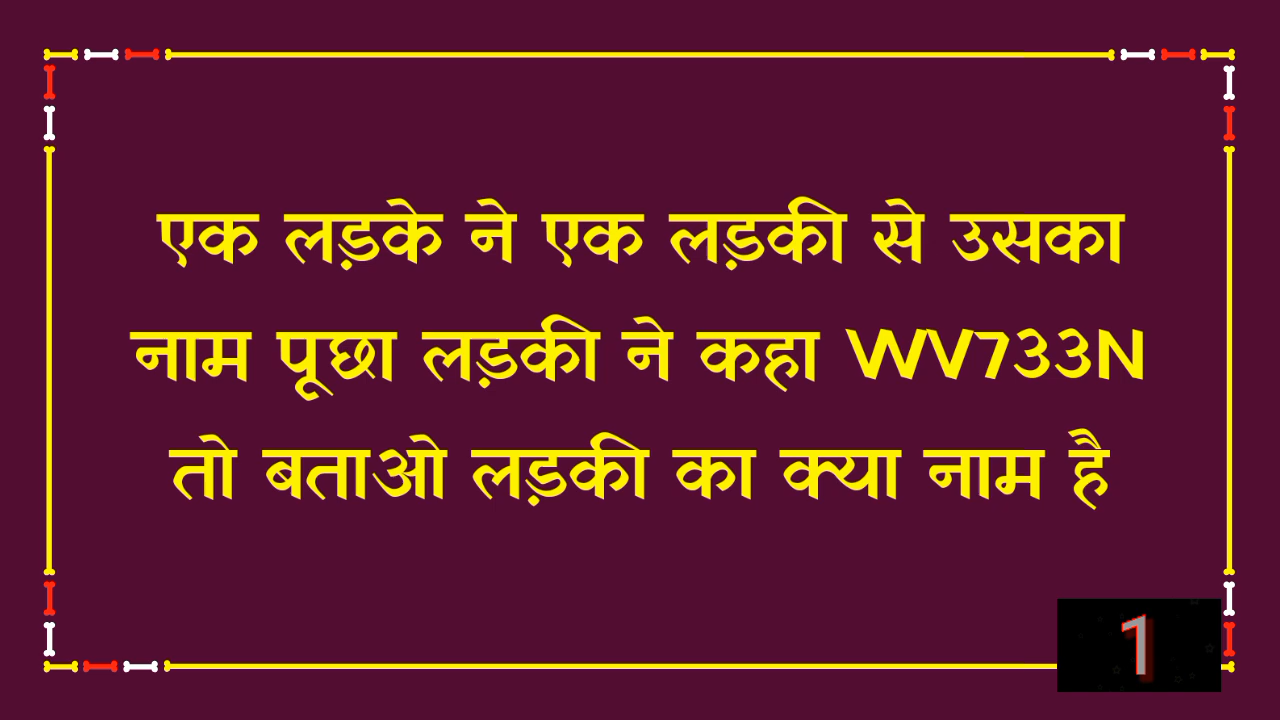 एक लड़के ने एक लड़की से उसका
नाम पूछा लड़की ने कहा WV733N
तो बताओ लड़की का क्या नाम है
1